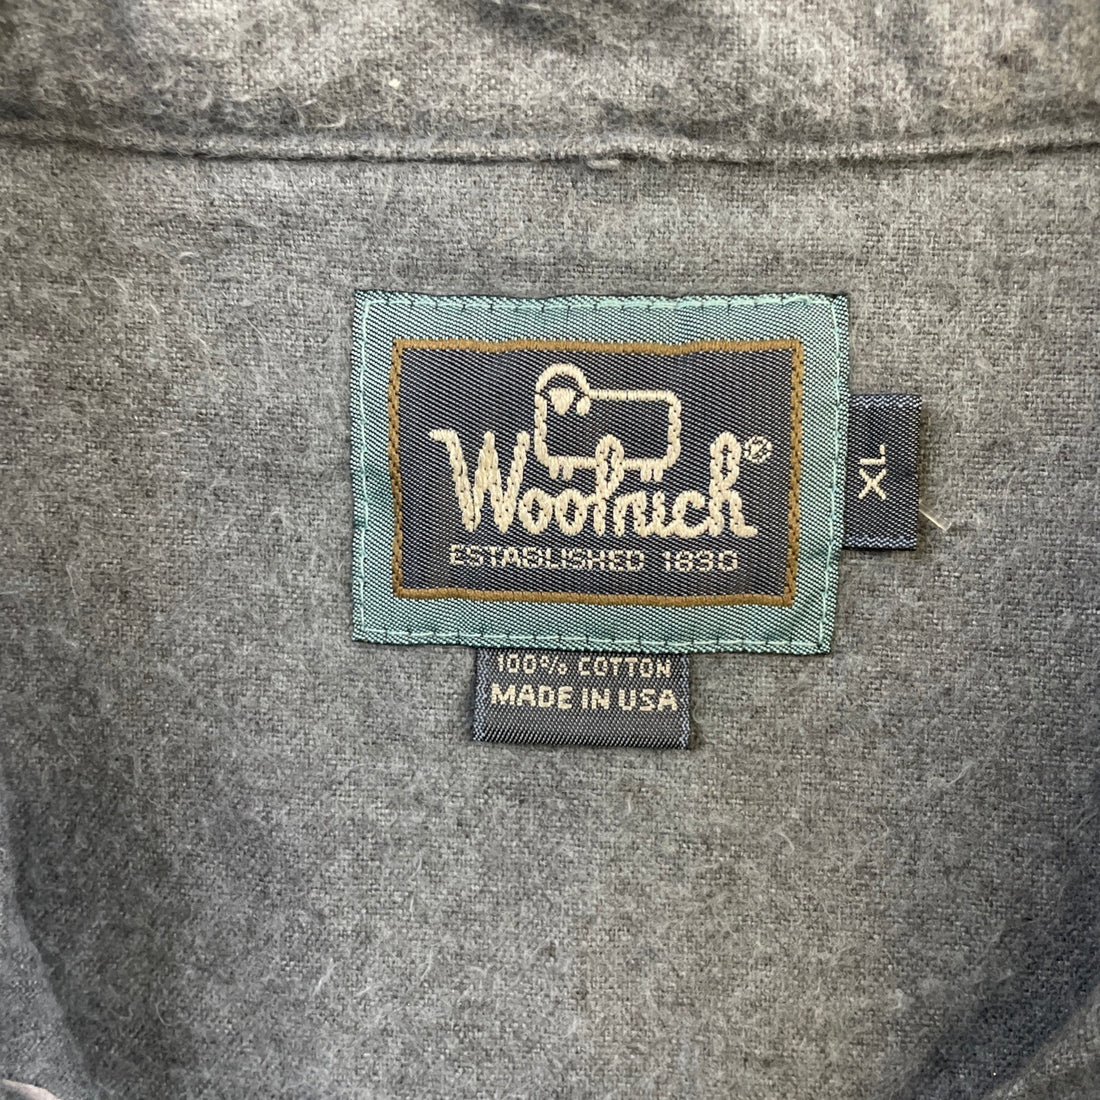 Woolrich®
ESTABLISHED 1830
XL
100% COTTON
MADE IN USA